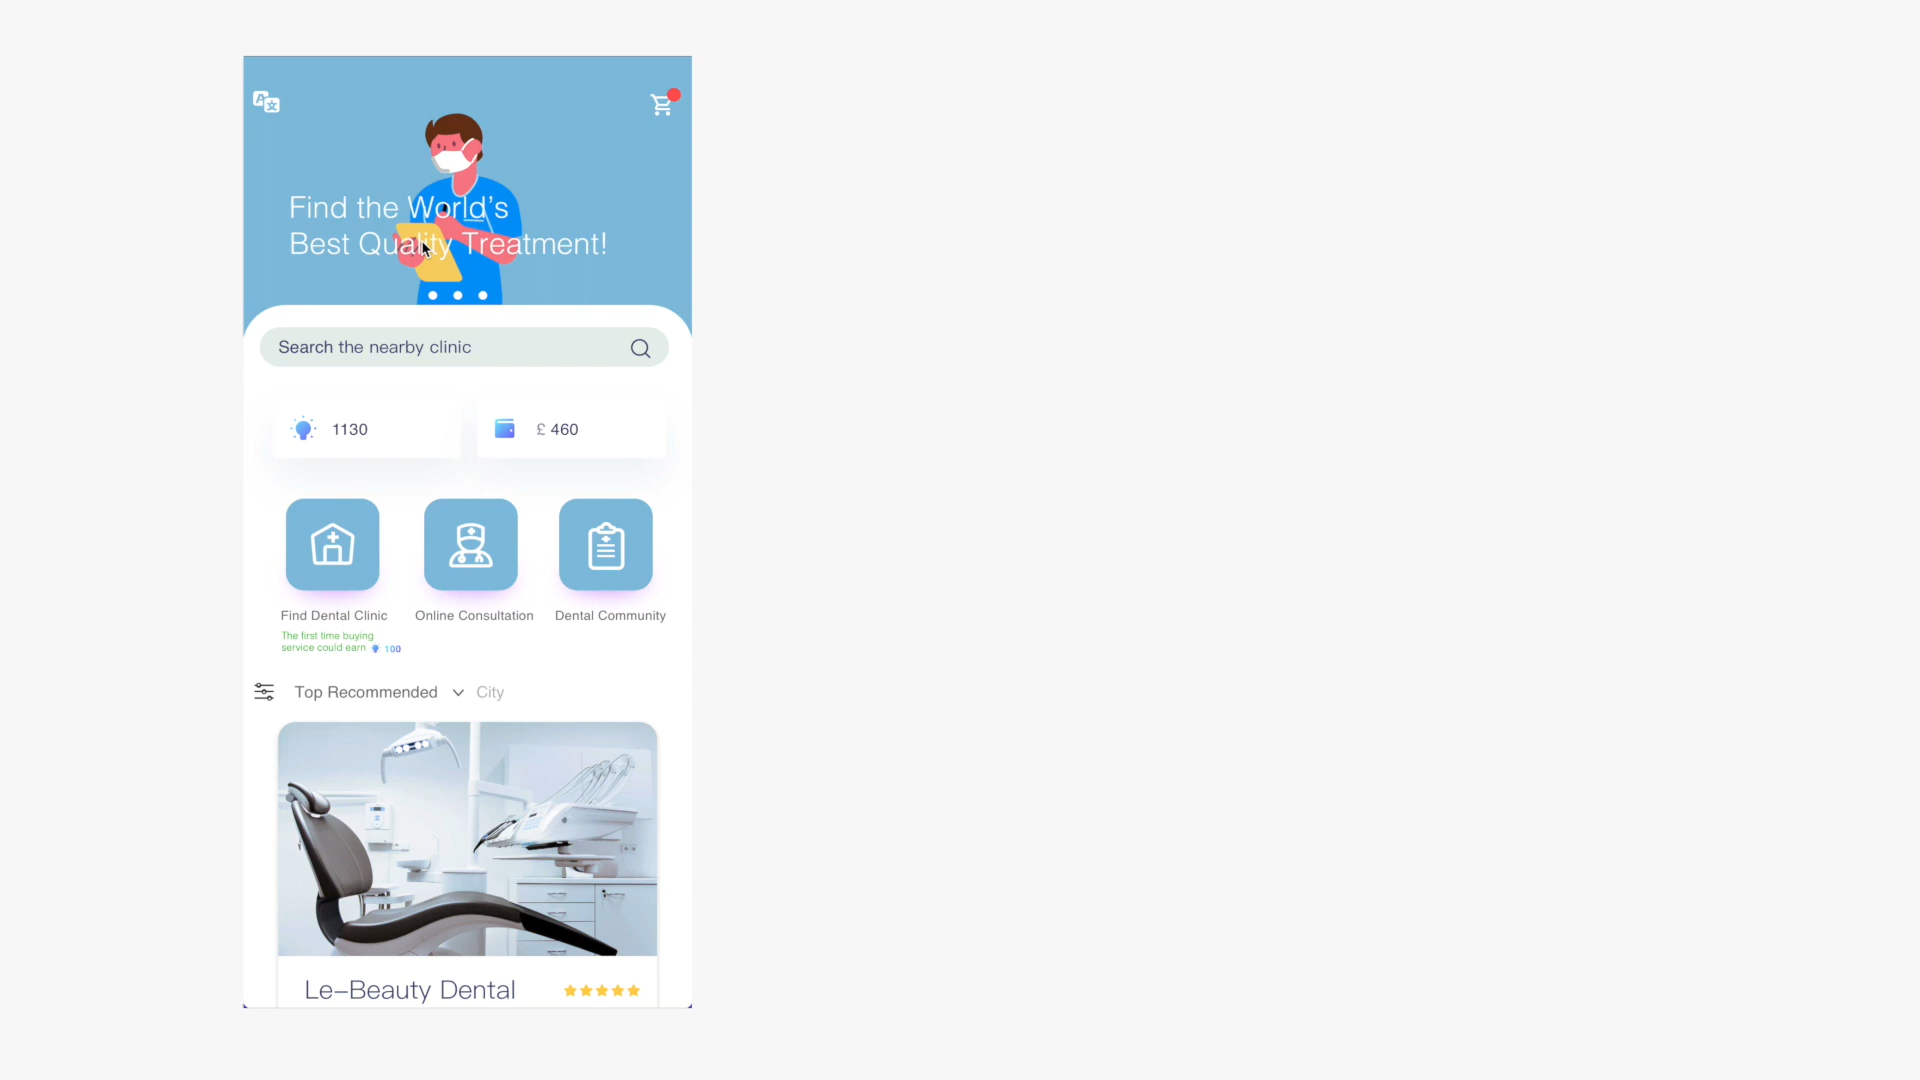 Find the World's
Best Quality Treatment!
Search the nearby clinic
1130
£ 460
Find Dental Clinic
Online Consultation
Dental Community
The first time buying
service could earn 100
Top Recommended
City
Le-Beauty Dental